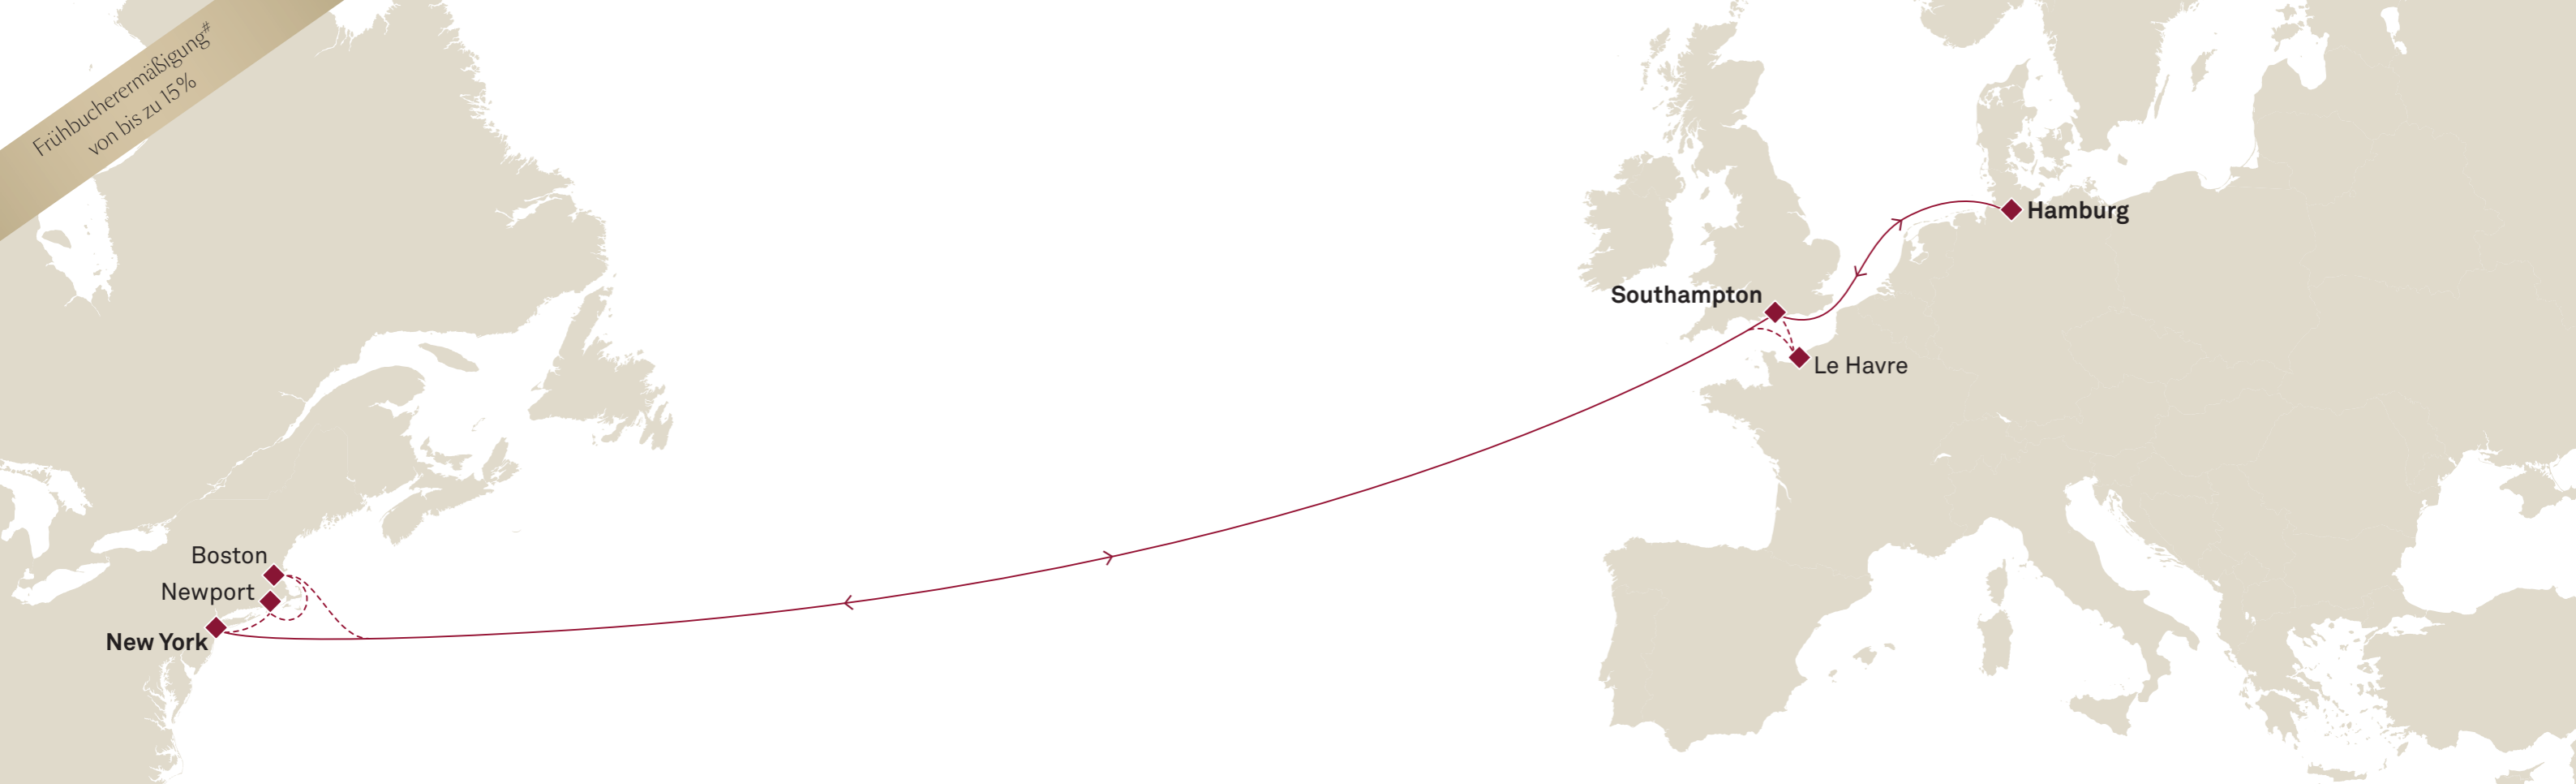 Frühbucherermäßigung#
von bis zu 15%
Hamburg
Southampton
Le Havre
Boston
Newport
New York